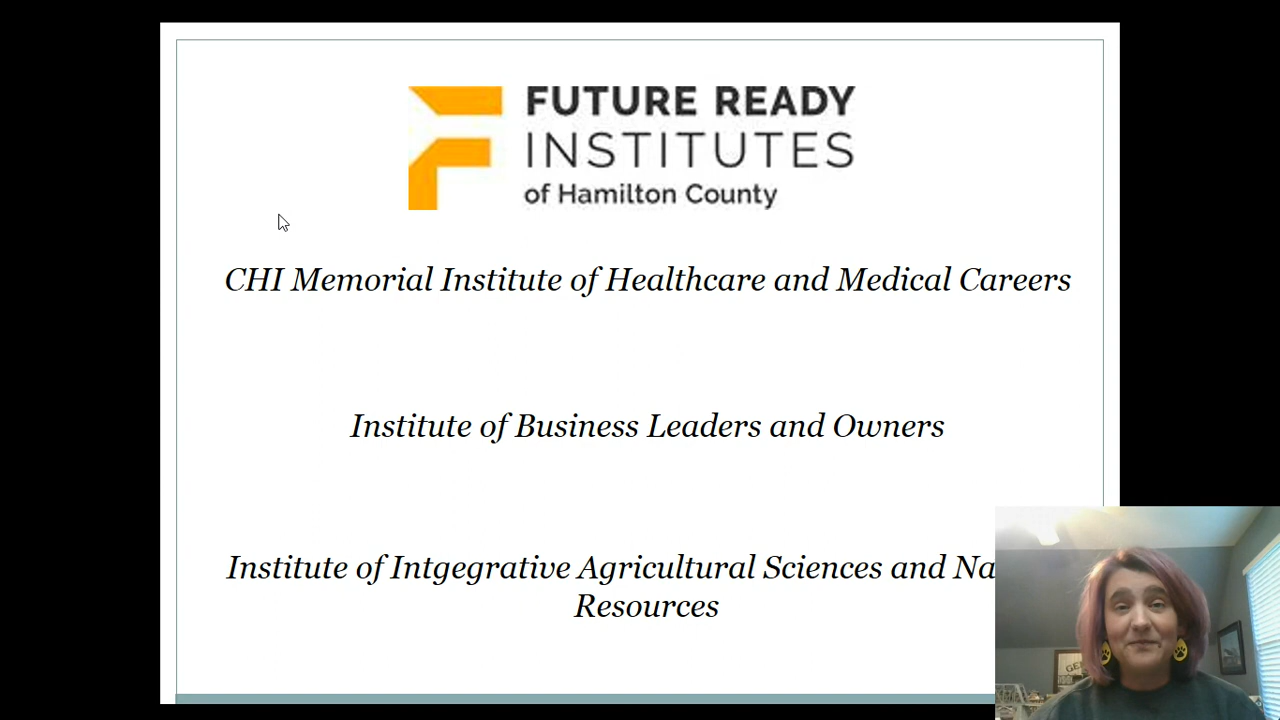 FUTURE READY
INSTITUTES
of Hamilton County
CHI Memorial Institute of Healthcare and Medical Careers
Institute of Business Leaders and Owners
Institute of Intgegrative Agricultural Sciences and Na
Resources